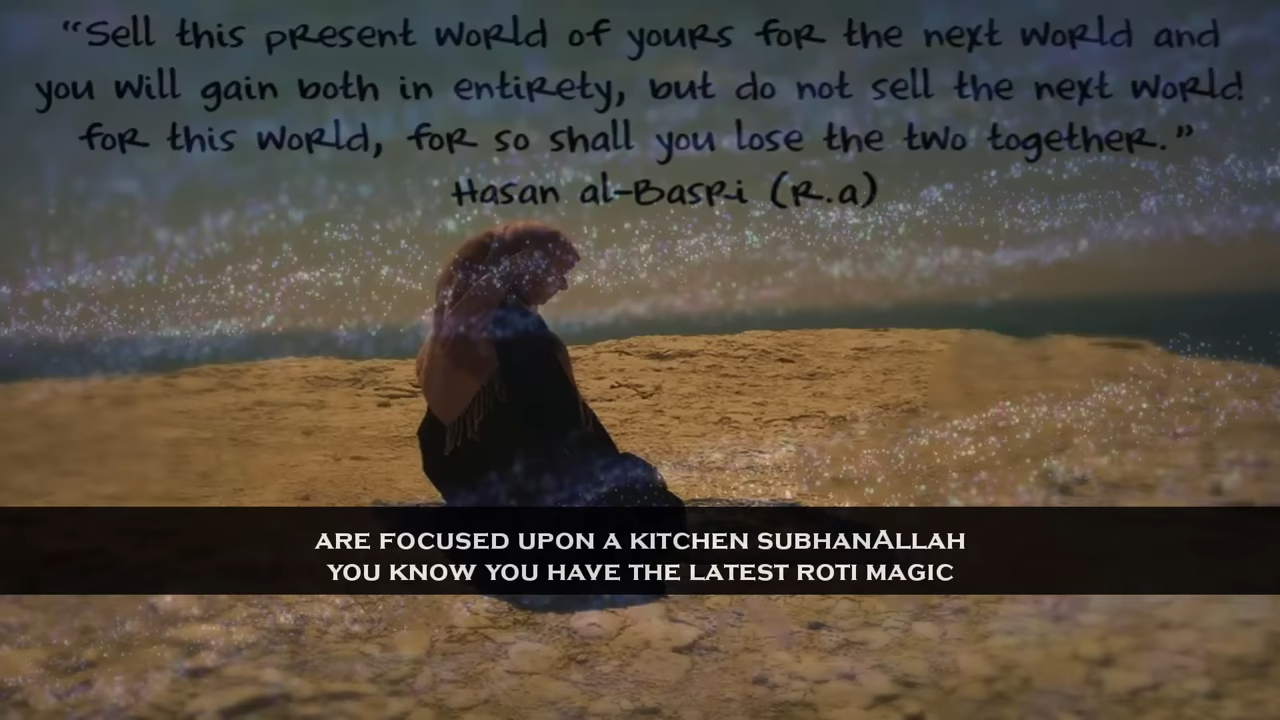 “Sell this present world of yours for the next world and
you will gain both in entirety, but do not sell the next world
for this world, for so shall you lose the two together.”
Hasan al-Basri (R.a)
ARE FOCUSED UPON A KITCHEN SUBHANALLAH
YOU KNOW YOU HAVE THE LATEST ROTI MAGIC